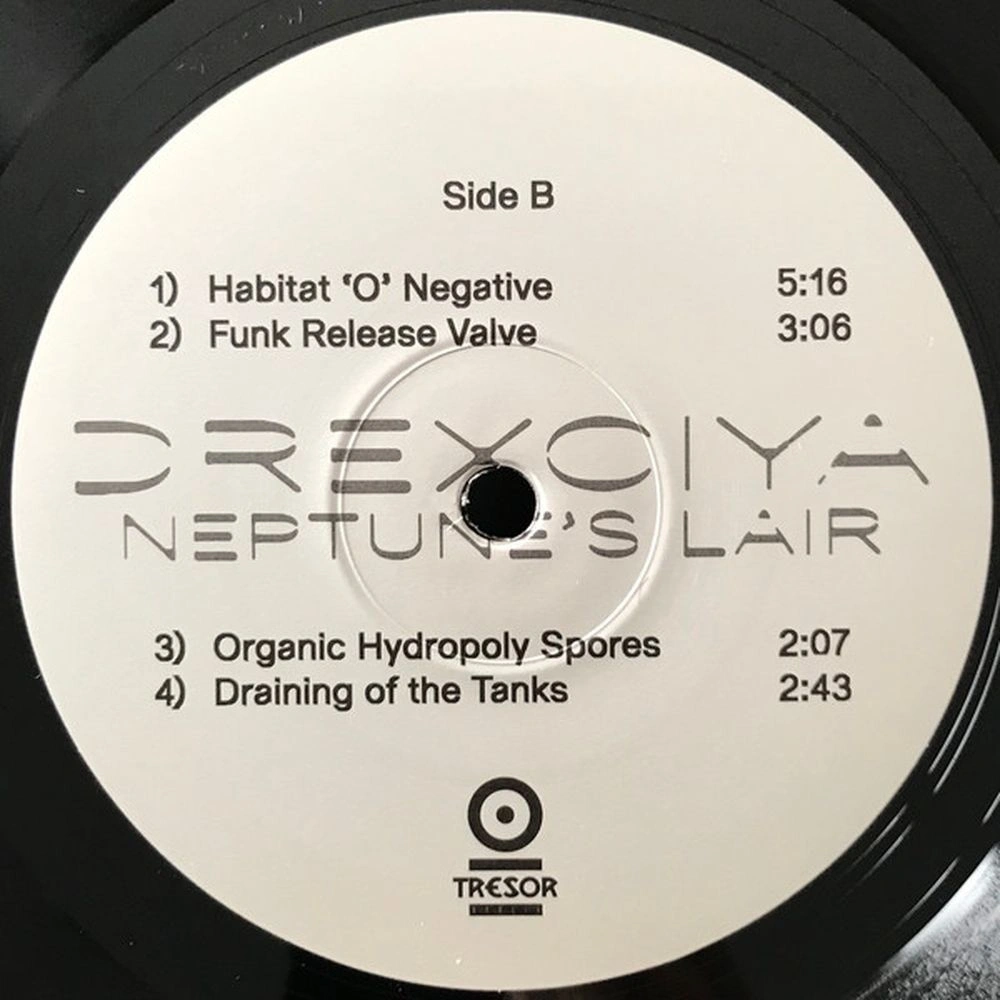 Side B
1) Habitat ‘O’ Negative 5:16
2) Funk Release Valve 3:06
DREXCIYA
NEPTUNE’S LAIR
3) Organic Hydropoly Spores 2:07
4) Draining of the Tanks 2:43
TRESOR